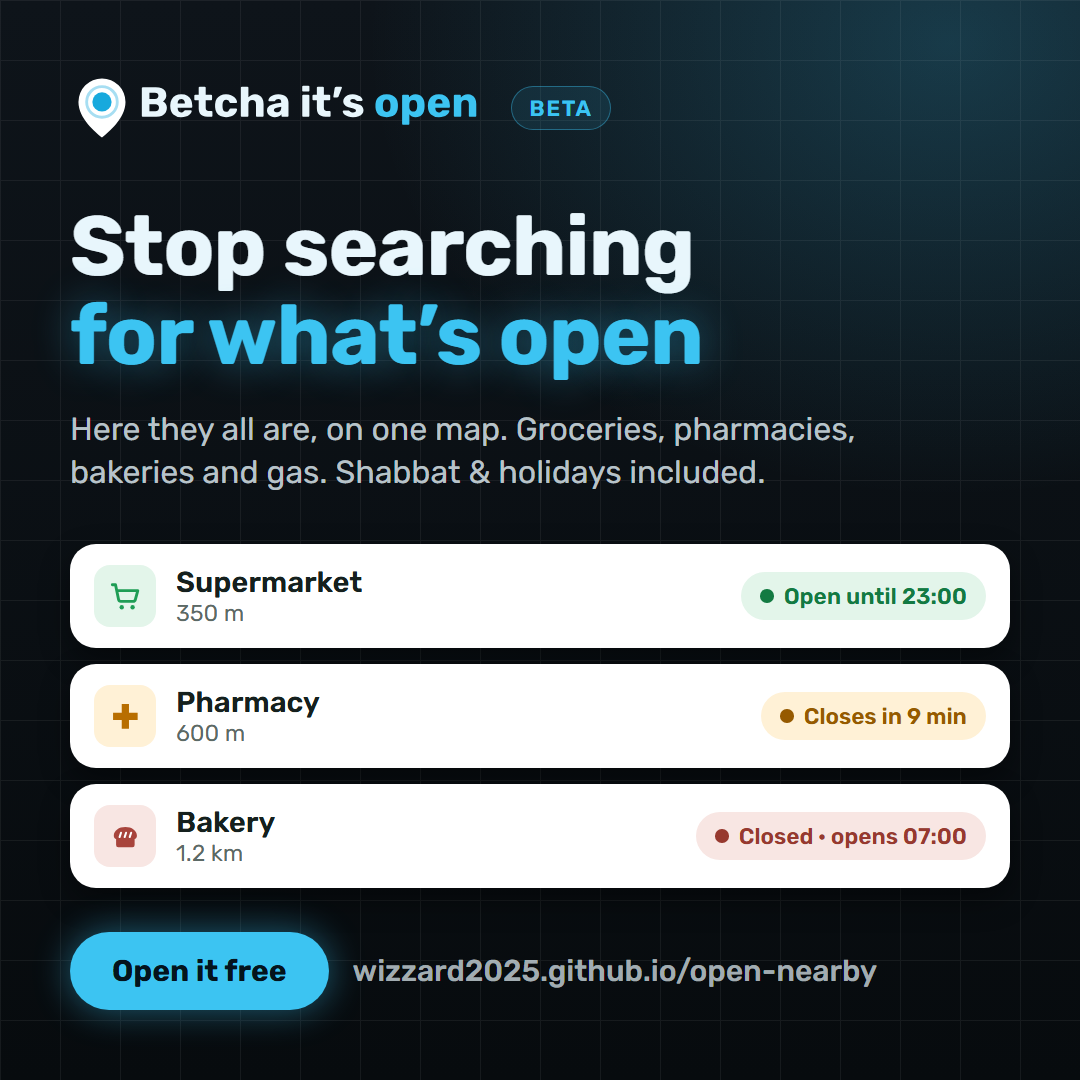 Betcha it’s open
BETA
Stop searching
for what’s open
Here they all are, on one map. Groceries, pharmacies,
bakeries and gas. Shabbat & holidays included.
Supermarket
350 m
Open until 23:00
Pharmacy
600 m
Closes in 9 min
Bakery
1.2 km
Closed • opens 07:00
Open it free
wizzard2025.github.io/open-nearby